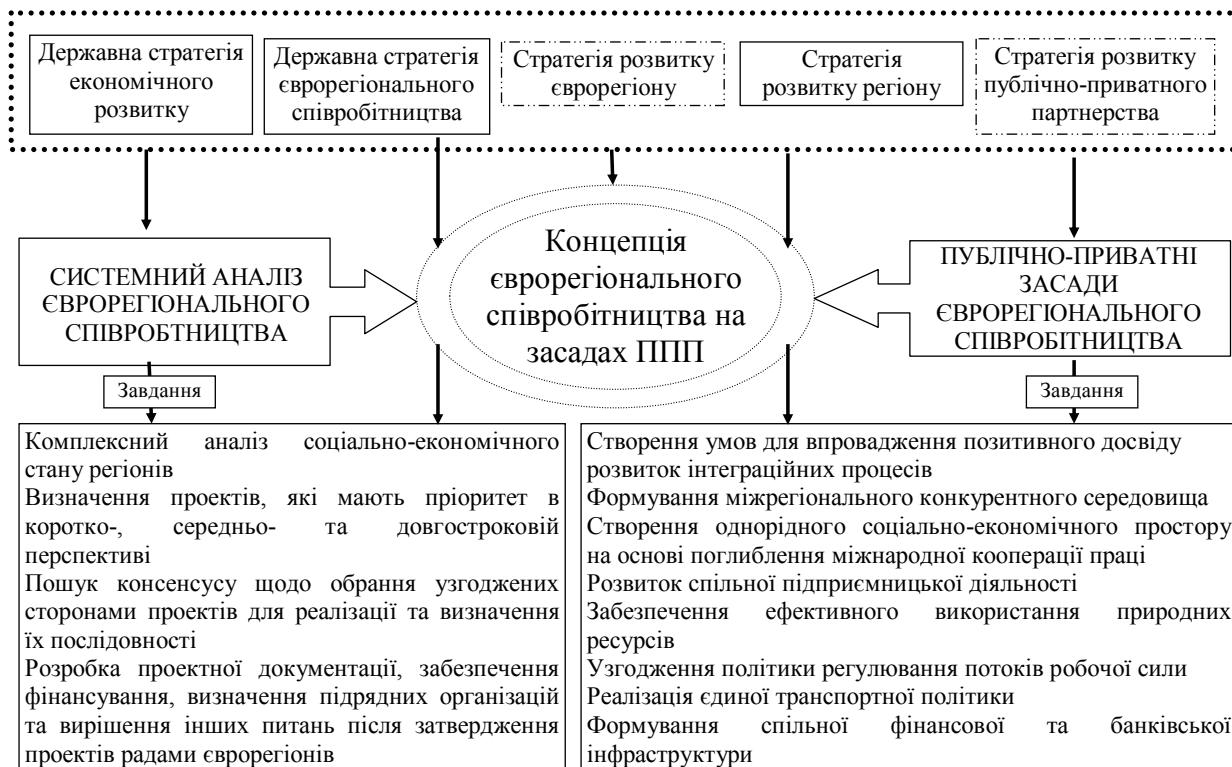 Державна стратегія
економічного
розвитку
Державна стратегія
єврорегіонального
співробітництва
Стратегія розвитку
єврорегіону
Стратегія
розвитку регіону
Стратегія розвитку
публічно-приватного
партнерства
СИСТЕМНИЙ АНАЛІЗ
ЄВРОРЕГІОНАЛЬНОГО
СПІВРОБТНИЦТВА
Концепція
єврорегіонального
співробітництва на
засадах ППП
ПУБЛІЧНО-ПРИВАТНІ
ЗАСАДИ
ЄВРОРЕГІОНАЛЬНОГО
СПІВРОБІТНИЦТВА
Завдання
Завдання
Комплексний аналіз соціально-економічного
стану регіонів
Визначення проектів, які мають пріоритет в
коротко-, середньо- та довгостроковій
перспективі
Пошук консенсусу щодо обрання узгоджених
сторонами проектів для реалізації та визначення
їх послідовності
Розробка проектної документації, забезпечення
фінансування, визначення підрядних організацій
та вирішення інших питань після затвердження
проектів радами єврорегіонів
Створення умов для впровадження позитивного досвіду
розвиток інтеграційних процесів
Формування міжрегіонального конкурентного середовища
Створення однорідного соціально-економічного простору
на основі поглиблення міжнародної кооперації праці
Розвиток спільної підприємницької діяльності
Забезпечення ефективного використання природних
ресурсів
Узгодження політики регулювання потоків робочої сили
Реалізація єдиної транспортної політики
Формування спільної фінансової та банківської
інфраструктури